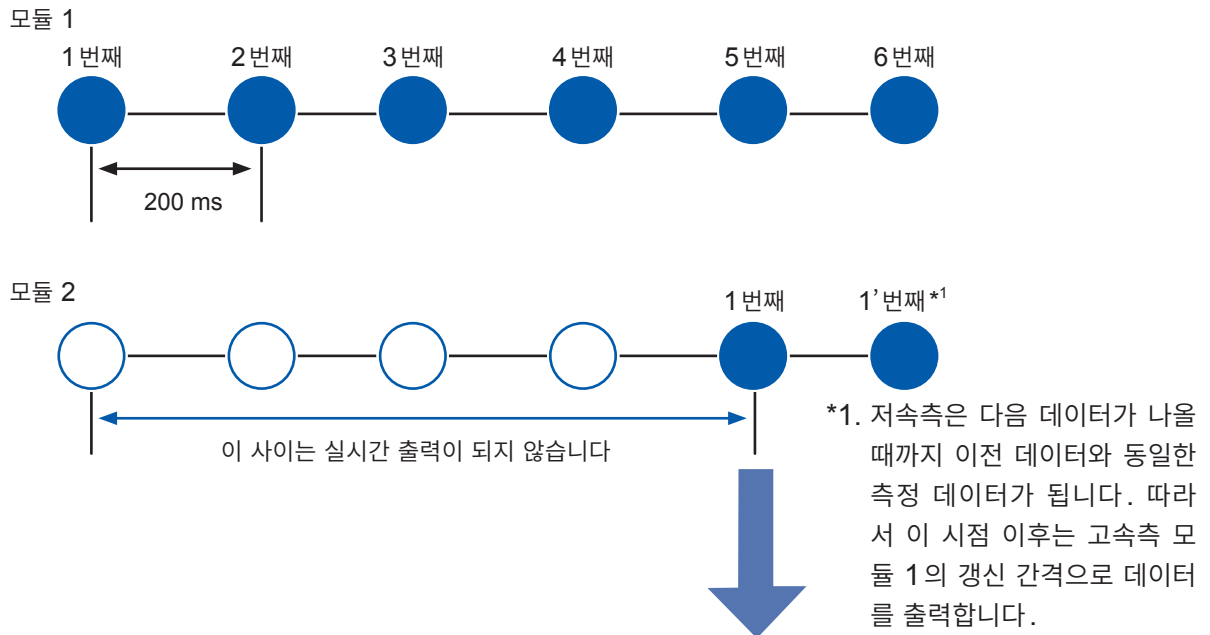 모듈 1
1번째 2번째 3번째 4번째 5번째 6번째
200 ms
모듈 2
1번째 1’번째*1
이 사이는 실시간 출력이 되지 않습니다
*1. 저속측은 다음 데이터가 나올
때까지 이전 데이터와 동일한
측정 데이터가 됩니다. 따라
서 이 시점 이후는 고속측 모
듈 1의 갱신 간격으로 데이터
를 출력합니다.